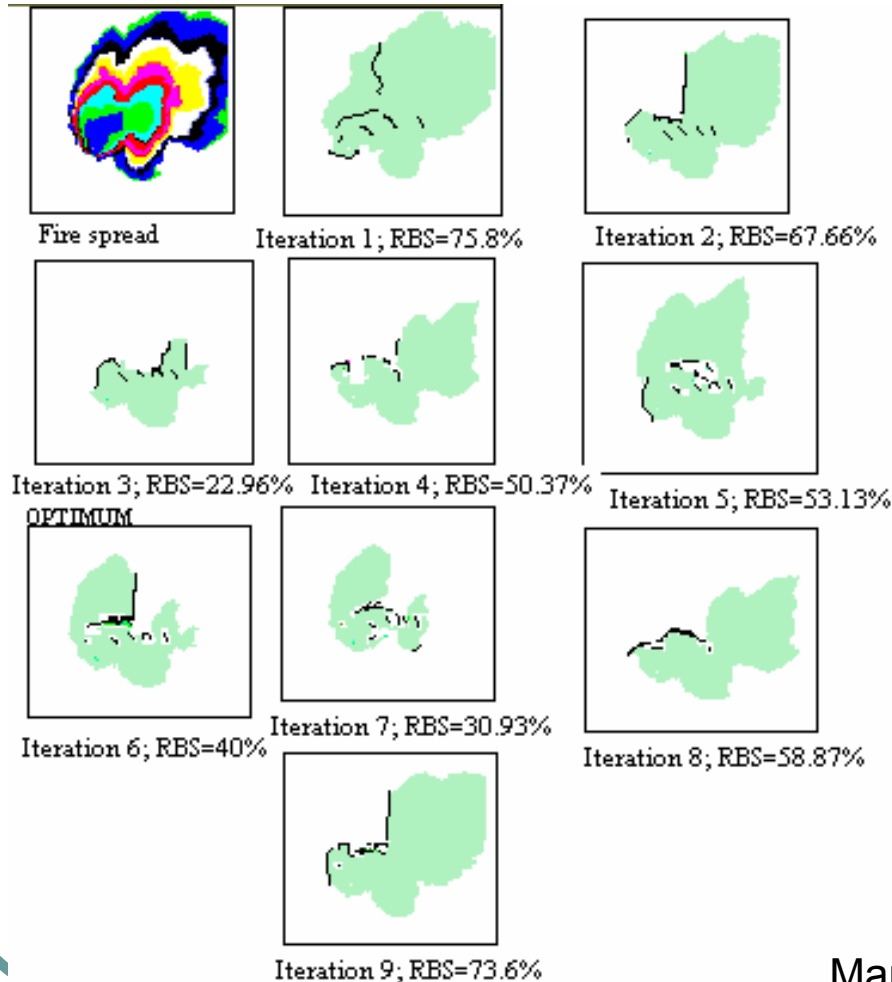 Fire spread
Iteration 1; RBS=75.8%
Iteration 2; RBS=67.66%
Iteration 3; RBS=22.96%
OPTIMUM
Iteration 4; RBS=50.37%
Iteration 5; RBS=53.13%
Iteration 6; RBS=40%
Iteration 7; RBS=30.93%
Iteration 8; RBS=58.87%
Iteration 9; RBS=73.6%